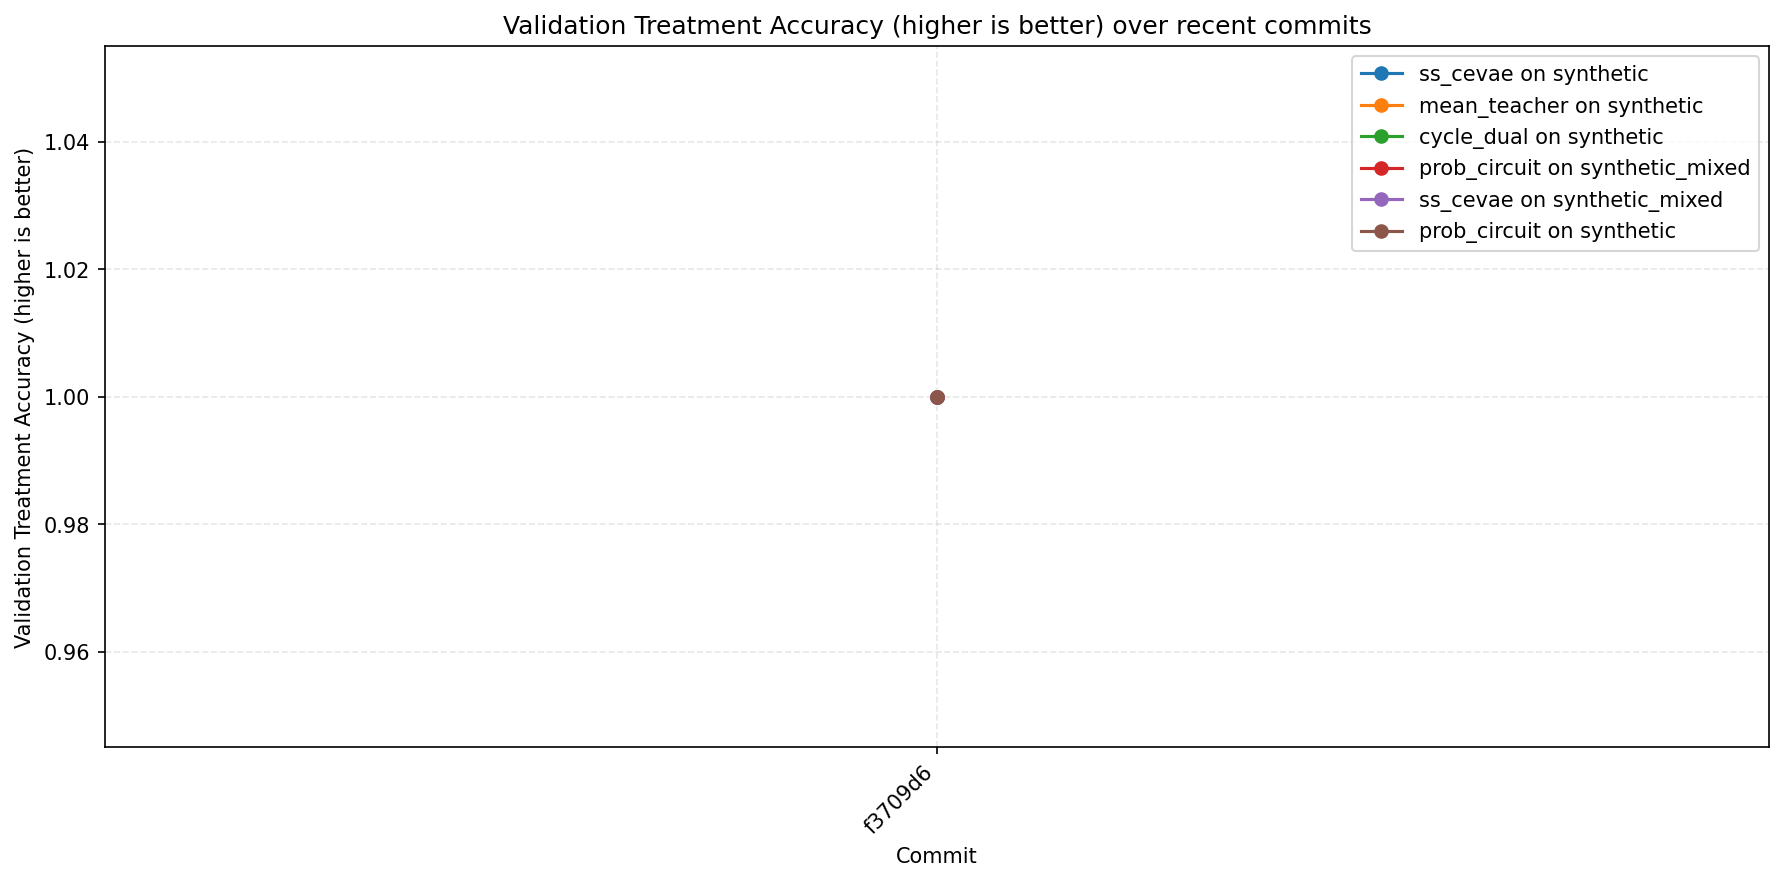 Validation Treatment Accuracy (higher is better) over recent commits
ss_cevae on synthetic
mean_teacher on synthetic
cycle_dual on synthetic
prob_circuit on synthetic_mixed
ss_cevae on synthetic_mixed
prob_circuit on synthetic
Validation Treatment Accuracy (higher is better)
1.04
1.02
1.00
0.98
0.96
f3709d6
Commit